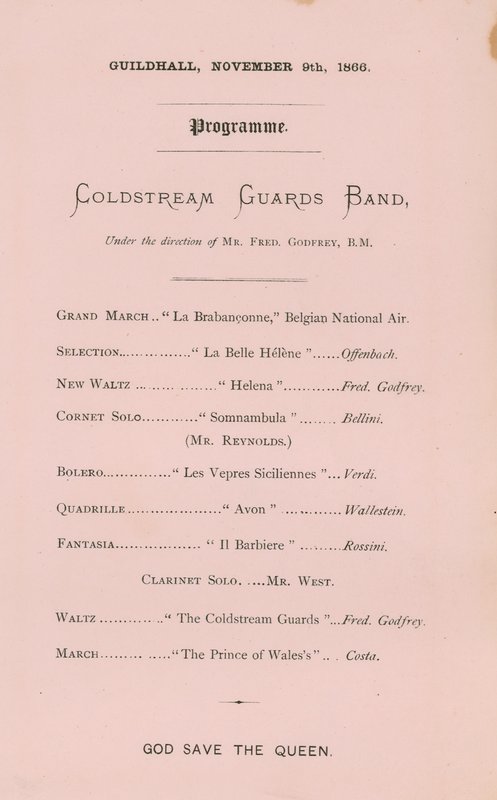 GUILDHALL, NOVEMBER 9th, 1866.
Programme.
COLDSTREAM GUARDS BAND,
Under the direction of MR. FRED. GODFREY, B.M.
GRAND MARCH .. “ La Brabançonne,” Belgian National Air.
SELECTION............... “ La Belle Hélène ” ...... Offenbach.
NEW WALTZ ... ............ “ Helena ”............ Fred. Godfrey.
CORNET SOLO............ “ Somnambula ” ........ Bellini.
(MR. REYNOLDS.)
BOLERO.............. “ Les Vepres Siciliennes ”... Verdi.
QUADRILLE..................... “ Avon ” ............ Wallestein.
FANTASIA.................. “ Il Barbiere ” ......... Rossini.
CLARINET SOLO. .... MR. WEST.
WALTZ ............ ..“ The Coldstream Guards ”... Fred. Godfrey.
MARCH......... ..... “ The Prince of Wales's ” .. . Costa.
GOD SAVE THE QUEEN.